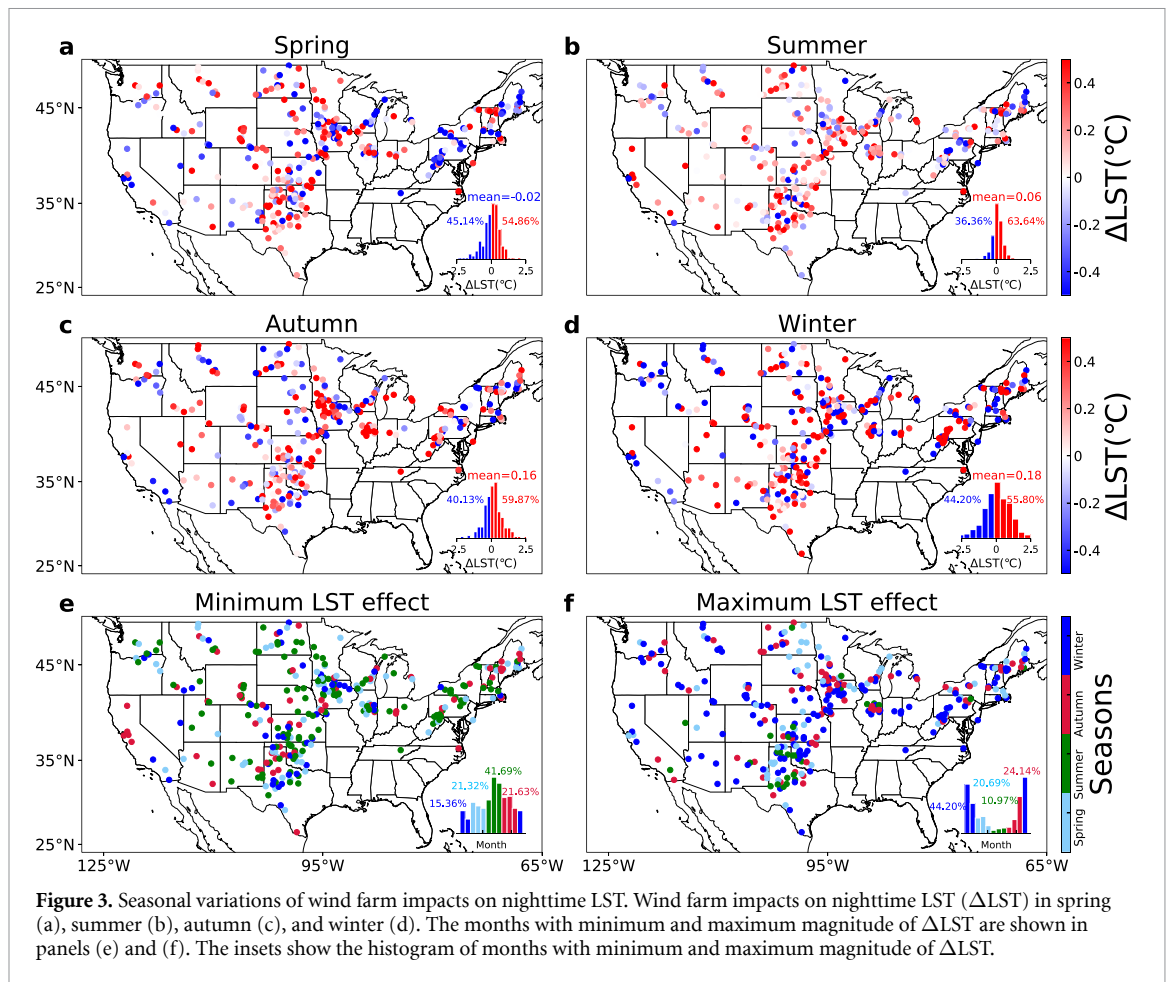 a Spring
b Summer
45°N
35°N
25°N
mean=-0.02
45.14% 54.86%
-2.5 0 2.5
ΔLST(℃)
mean=0.06
36.36% 63.64%
-2.5 0 2.5
ΔLST(℃)
0.4
0.2
0
-0.2
-0.4
ΔLST(℃)
c Autumn
d Winter
45°N
35°N
25°N
mean=0.16
40.13% 59.87%
-2.5 0 2.5
ΔLST(℃)
mean=0.18
44.20% 55.80%
-2.5 0 2.5
ΔLST(℃)
0.4
0.2
0
-0.2
-0.4
ΔLST(℃)
e Minimum LST effect
f Maximum LST effect
45°N
35°N
25°N
125°W 95°W 65°W
41.69%
21.32% 21.63%
15.36%
Month
125°W 95°W 65°W
24.14%
20.69%
44.20% 10.97%
Month
Winter
Autumn
Summer
Spring
Seasons
Figure 3. Seasonal variations of wind farm impacts on nighttime LST. Wind farm impacts on nighttime LST (ΔLST) in spring
(a), summer (b), autumn (c), and winter (d). The months with minimum and maximum magnitude of ΔLST are shown in
panels (e) and (f). The insets show the histogram of months with minimum and maximum magnitude of ΔLST.